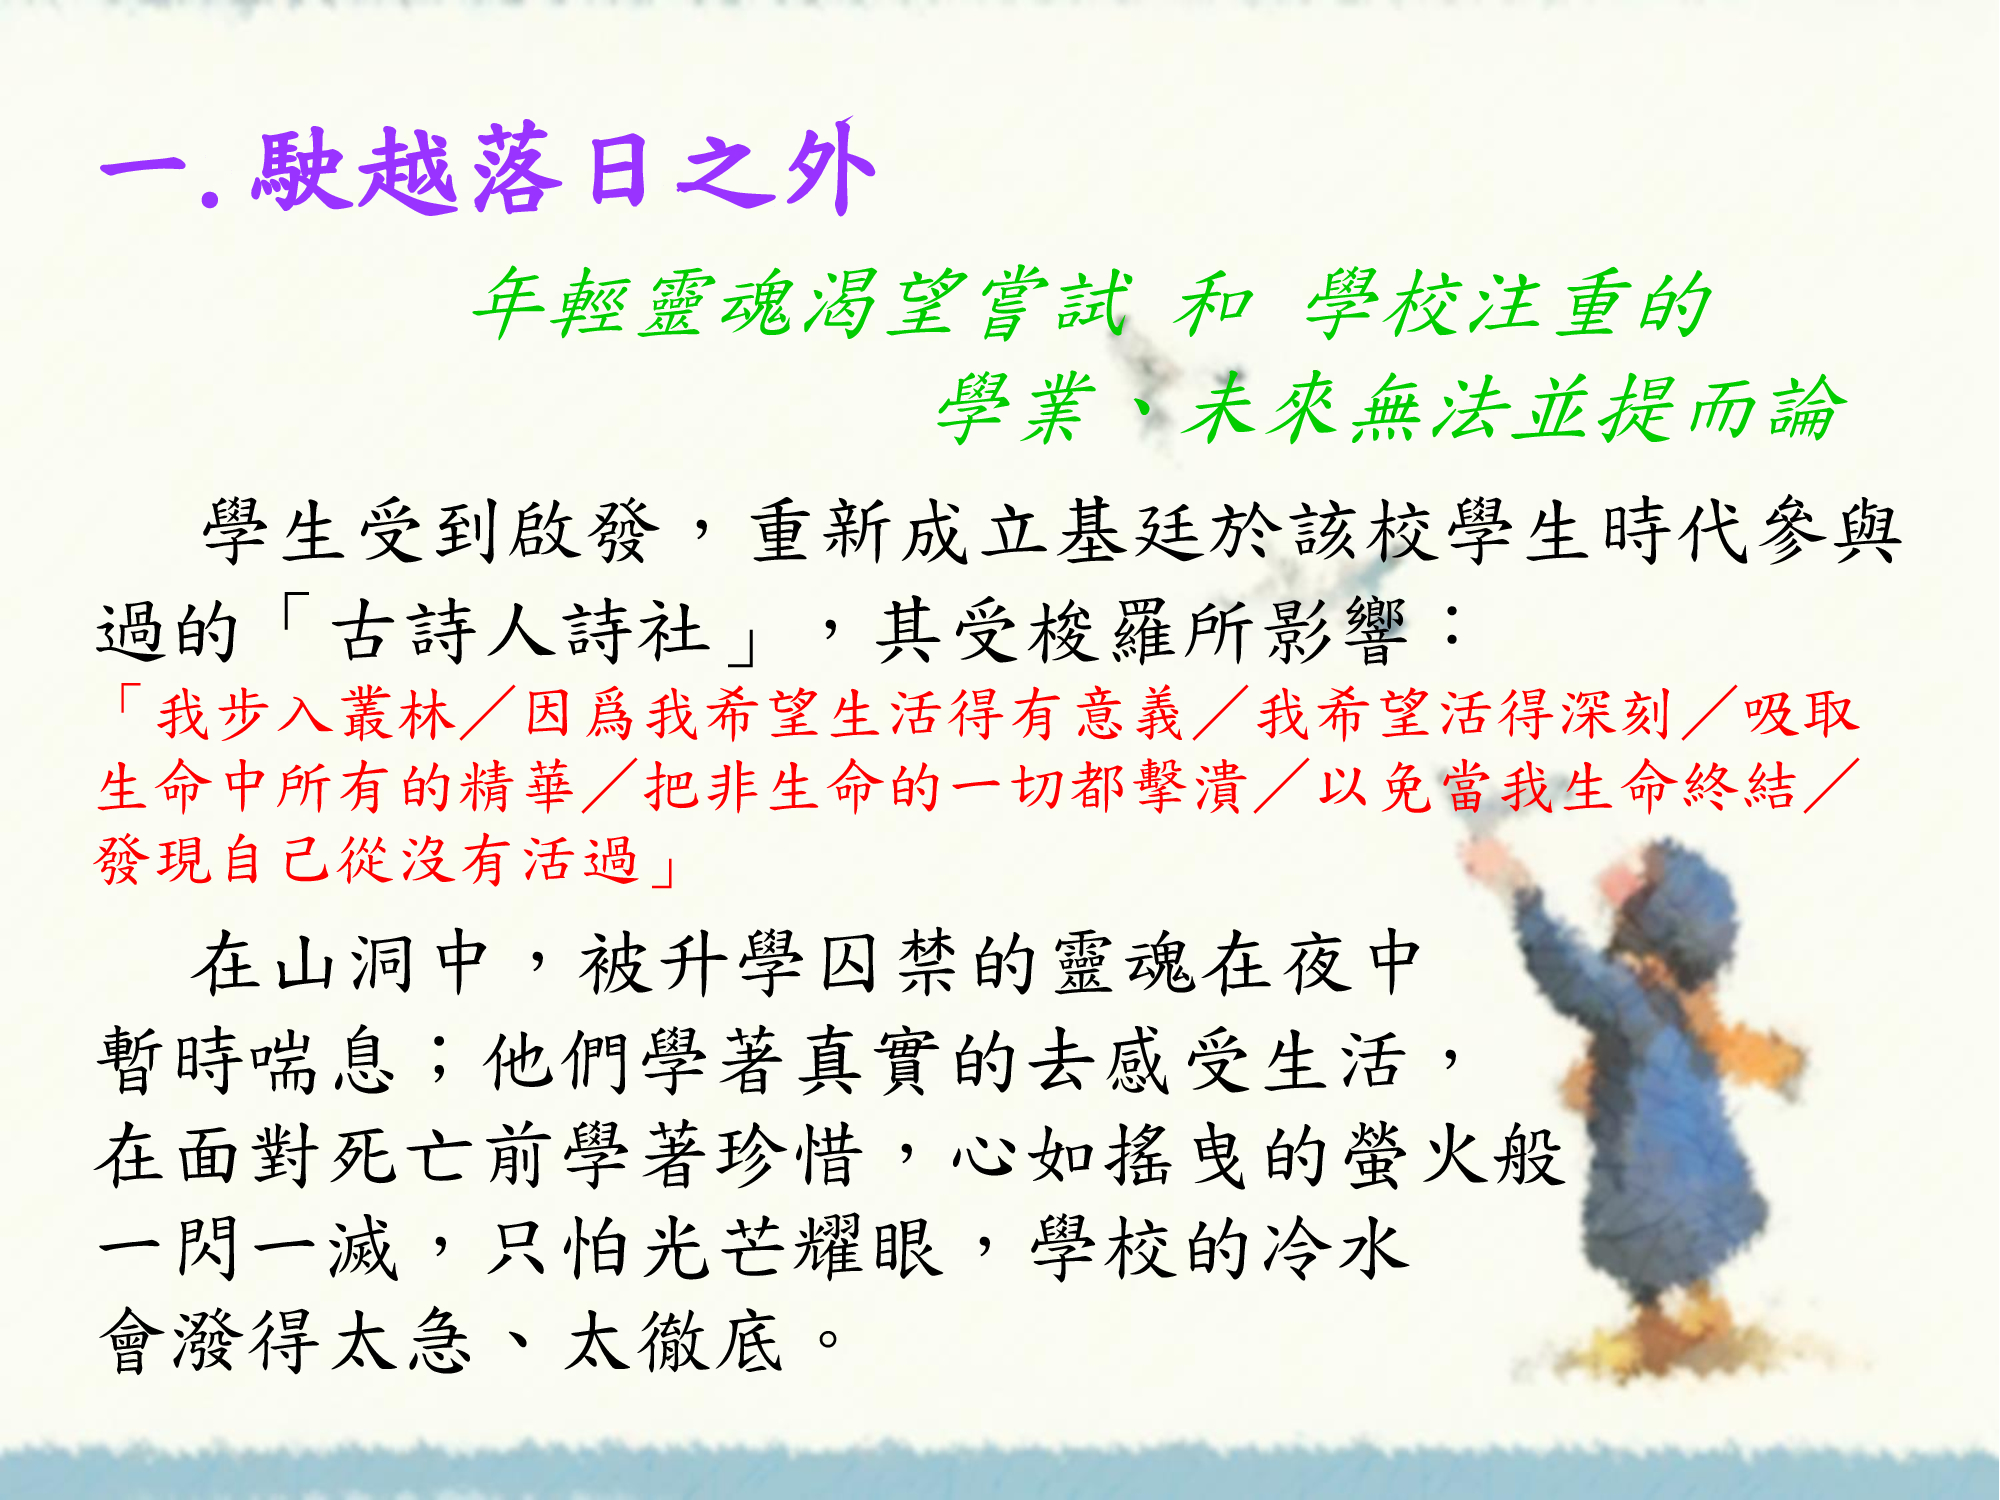 一.駛越落日之外
年輕靈魂渴望嘗試 和 學校注重的
學業、未來無法並提而論
學生受到啟發，重新成立基廷於該校學生時代參與
過的「古詩人詩社」，其受梭羅所影響：
「我步入叢林／因爲我希望生活得有意義／我希望活得深刻／吸取
生命中所有的精華／把非生命的一切都擊潰／以免當我生命終結／
發現自己從沒有活過」
在山洞中，被升學囚禁的靈魂在夜中
暫時喘息；他們學著真實的去感受生活，
在面對死亡前學著珍惜，心如搖曳的螢火般
一閃一滅，只怕光芒耀眼，學校的冷水
會潑得太急、太徹底。